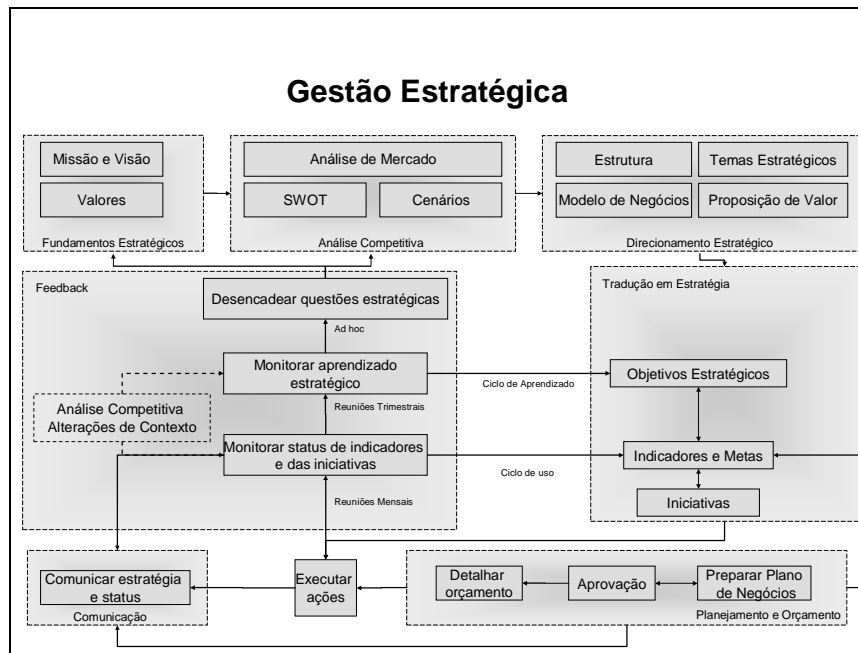 Gestão Estratégica
Missão e Visão
Valores
Fundamentos Estratégicos
Análise de Mercado
SWOT
Cenários
Análise Competitiva
Estrutura
Temas Estratégicos
Modelo de Negócios
Proposição de Valor
Direcionamento Estratégico
Feedback
Desencadear questões estratégicas
Ad hoc
Monitorar aprendizado
estratégico
Reuniões Trimestrais
Análise Competitiva
Alterações de Contexto
Monitorar status de indicadores
e das iniciativas
Reuniões Mensais
Ciclo de Aprendizado
Ciclo de uso
Tradução em Estratégia
Objetivos Estratégicos
Indicadores e Metas
Iniciativas
Comunicar estratégia
e status
Comunicação
Executar
ações
Detalhar
orçamento
Aprovação
Preparar Plano
de Negócios
Planejamento e Orçamento